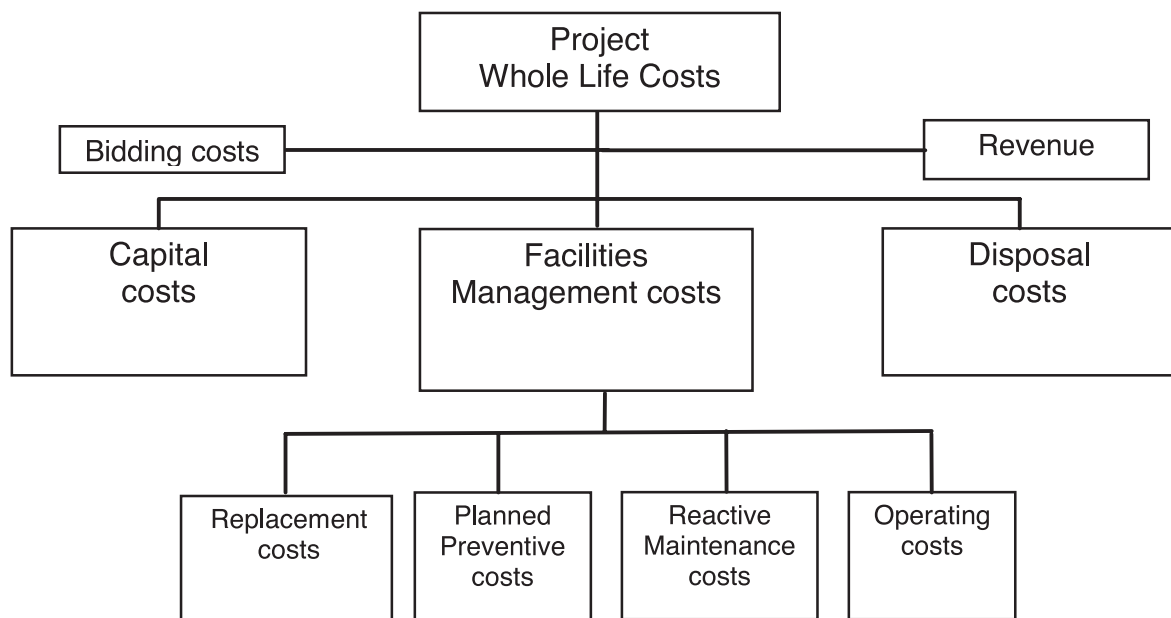 Project
Whole Life Costs
Bidding costs
Revenue
Capital
costs
Facilities
Management costs
Disposal
costs
Replacement
costs
Planned
Preventive
costs
Reactive
Maintenance
costs
Operating
costs